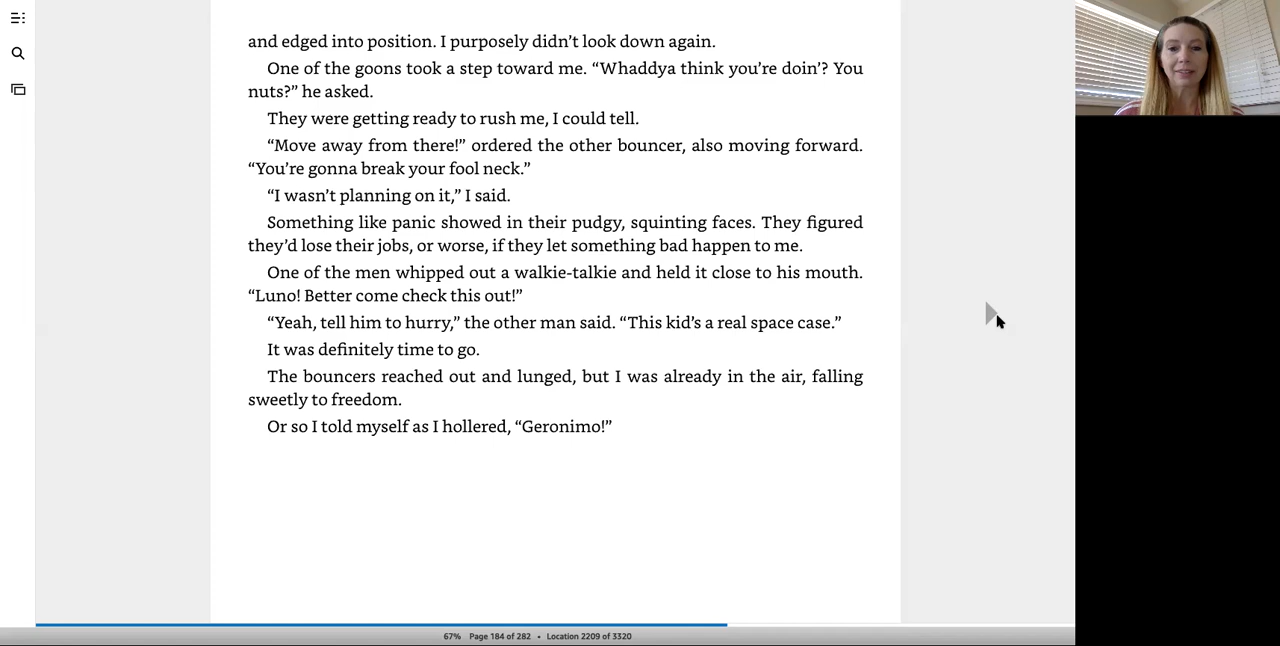 and edged into position. I purposely didn’t look down again.
One of the goons took a step toward me. “Whaddya think you’re doin’? You
nuts?” he asked.
They were getting ready to rush me, I could tell.
“Move away from there!” ordered the other bouncer, also moving forward.
“You’re gonna break your fool neck.”
“I wasn’t planning on it,” I said.
Something like panic showed in their pudgy, squinting faces. They figured
they’d lose their jobs, or worse, if they let something bad happen to me.
One of the men whipped out a walkie-talkie and held it close to his mouth.
“Luno! Better come check this out!”
“Yeah, tell him to hurry,” the other man said. “This kid’s a real space case.”
It was definitely time to go.
The bouncers reached out and lunged, but I was already in the air, falling
sweetly to freedom.
Or so I told myself as I hollered, “Geronimo!”
67% Page 184 of 282 • Location 2209 of 3320